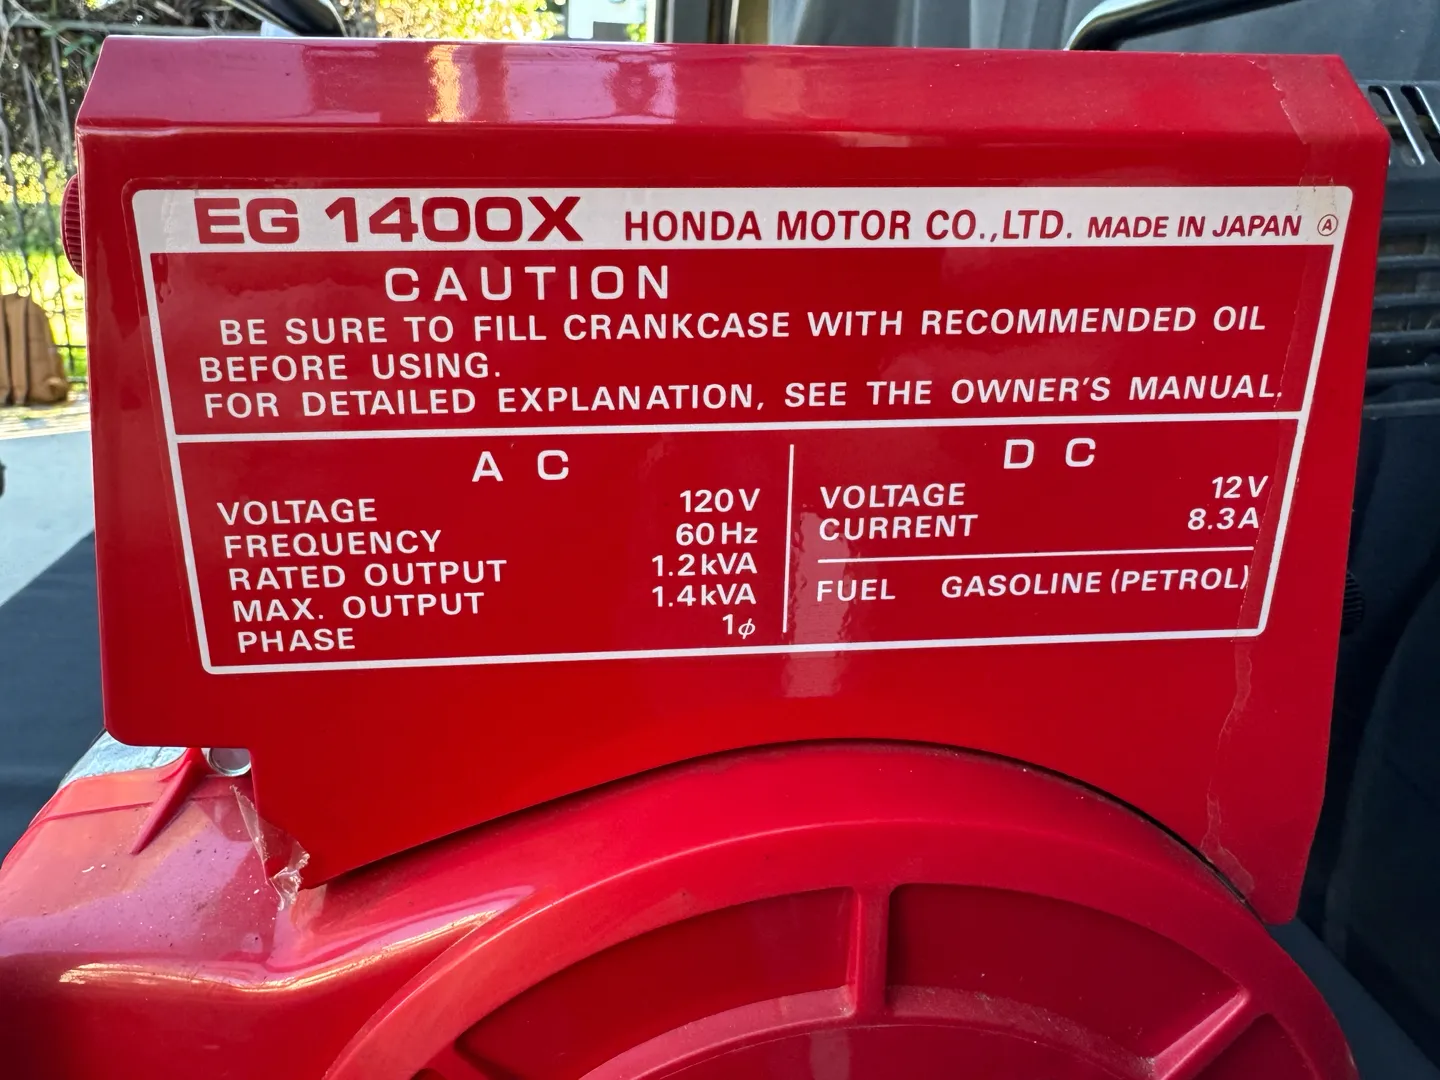 EG 1400X HONDA MOTOR CO.,LTD. MADE IN JAPAN Ⓐ
CAUTION
BE SURE TO FILL CRANKCASE WITH RECOMMENDED OIL
BEFORE USING.
FOR DETAILED EXPLANATION, SEE THE OWNER'S MANUAL.
AC
VOLTAGE 120V
FREQUENCY 60Hz
RATED OUTPUT 1.2kVA
MAX. OUTPUT 1.4kVA
PHASE 1ϕ
DC
VOLTAGE 12V
CURRENT 8.3A
FUEL GASOLINE (PETROL)